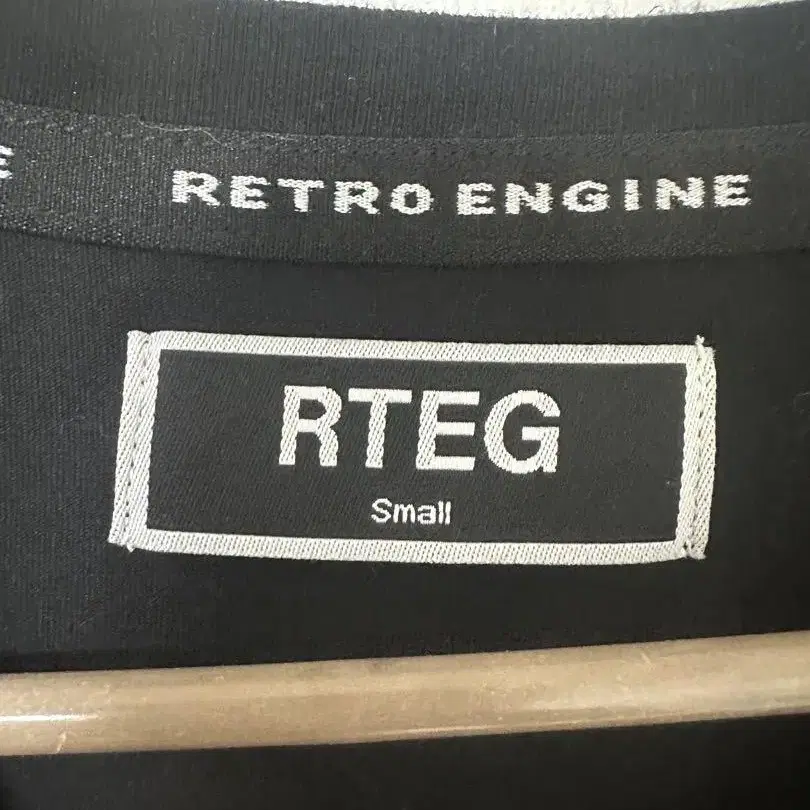 E
RETRO ENGINE
RTEG
Small